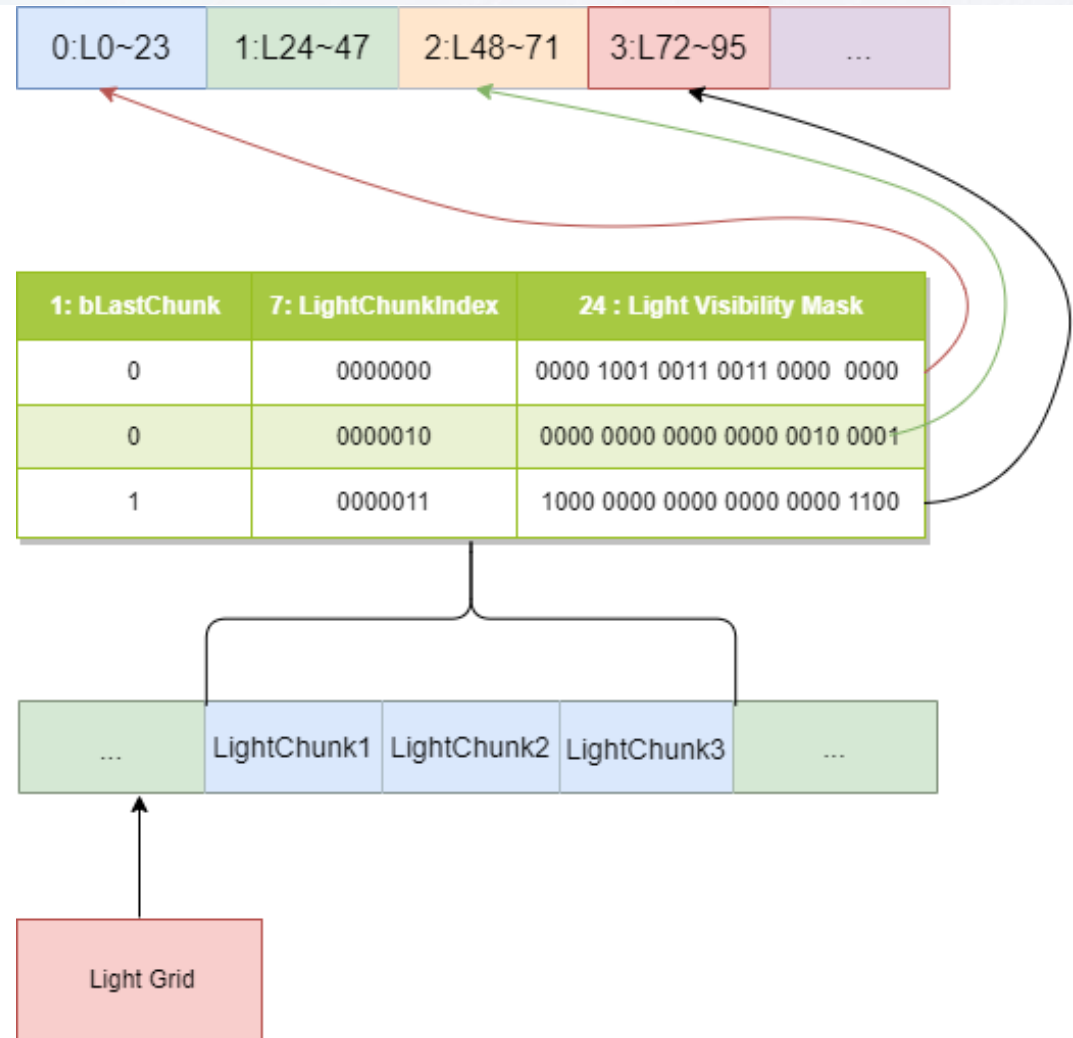 0:L0~23 1:L24~47 2:L48~71 3:L72~95 ...
1: bLastChunk 7: LightChunkIndex 24 : Light Visibility Mask
0 0000000 0000 1001 0011 0011 0000  0000
0 0000010 0000 0000 0000 0000 0010 0001
1 0000011 1000 0000 0000 0000 0000 1100
... LightChunk1 LightChunk2 LightChunk3 ...
Light Grid